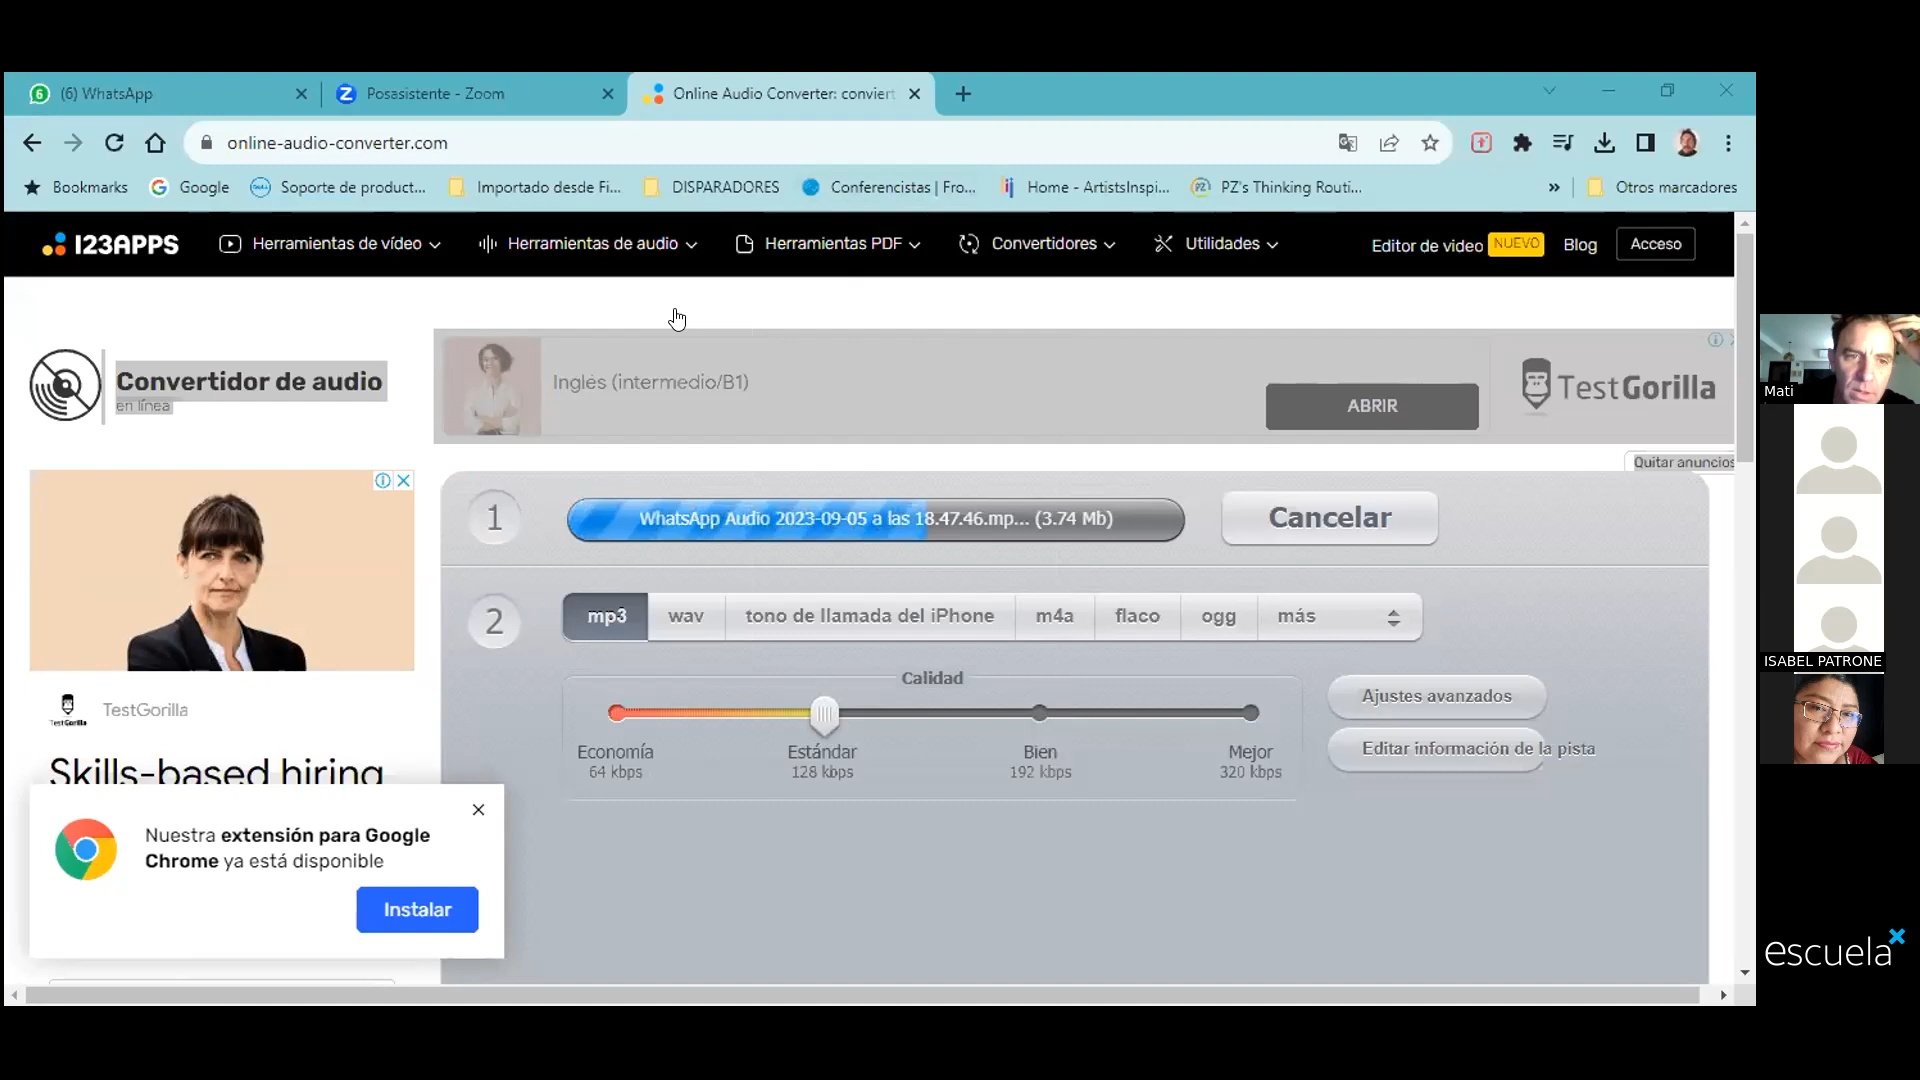 (6) WhatsApp
Posasistente - Zoom
Online Audio Converter: conviert
online-audio-converter.com
Bookmarks
Google
Soporte de product...
Importado desde Fi...
DISPARADORES
Conferencistas | Fro...
Home - ArtistsInspi...
PZ's Thinking Routi...
»
Otros marcadores
123APPS
Herramientas de vídeo
Herramientas de audio
Herramientas PDF
Convertidores
Utilidades
Editor de video
NUEVO
Blog
Acceso
Convertidor de audio
en línea
Inglés (intermedio/B1)
ABRIR
TestGorilla
Quitar anuncios
1
WhatsApp Audio 2023-09-05 a las 18.47.46.mp... (3.74 Mb)
Cancelar
2
mp3
wav
tono de llamada del iPhone
m4a
flaco
ogg
más
Calidad
Economía
64 kbps
Estándar
128 kbps
Bien
192 kbps
Mejor
320 kbps
Ajustes avanzados
Editar información de la pista
TestGorilla
TestGorilla
Skills-based hiring
Nuestra extensión para Google
Chrome ya está disponible
Instalar
Mati
ISABEL PATRONE
escuelax